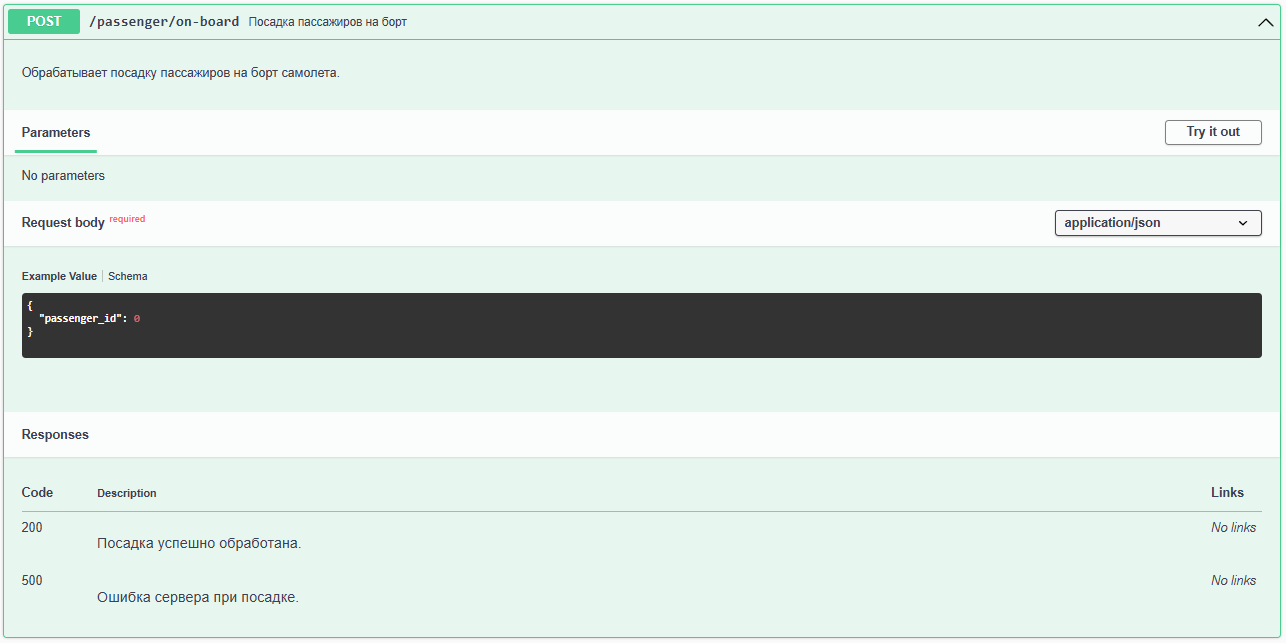 POST /passenger/on-board Посадка пассажиров на борт
Обрабатывает посадку пассажиров на борт самолета.
Parameters Try it out
No parameters
Request body required application/json
Example Value Schema
{
"passenger_id": 0
}
Responses
Code Description Links
200 No links
Посадка успешно обработана.
500 No links
Ошибка сервера при посадке.